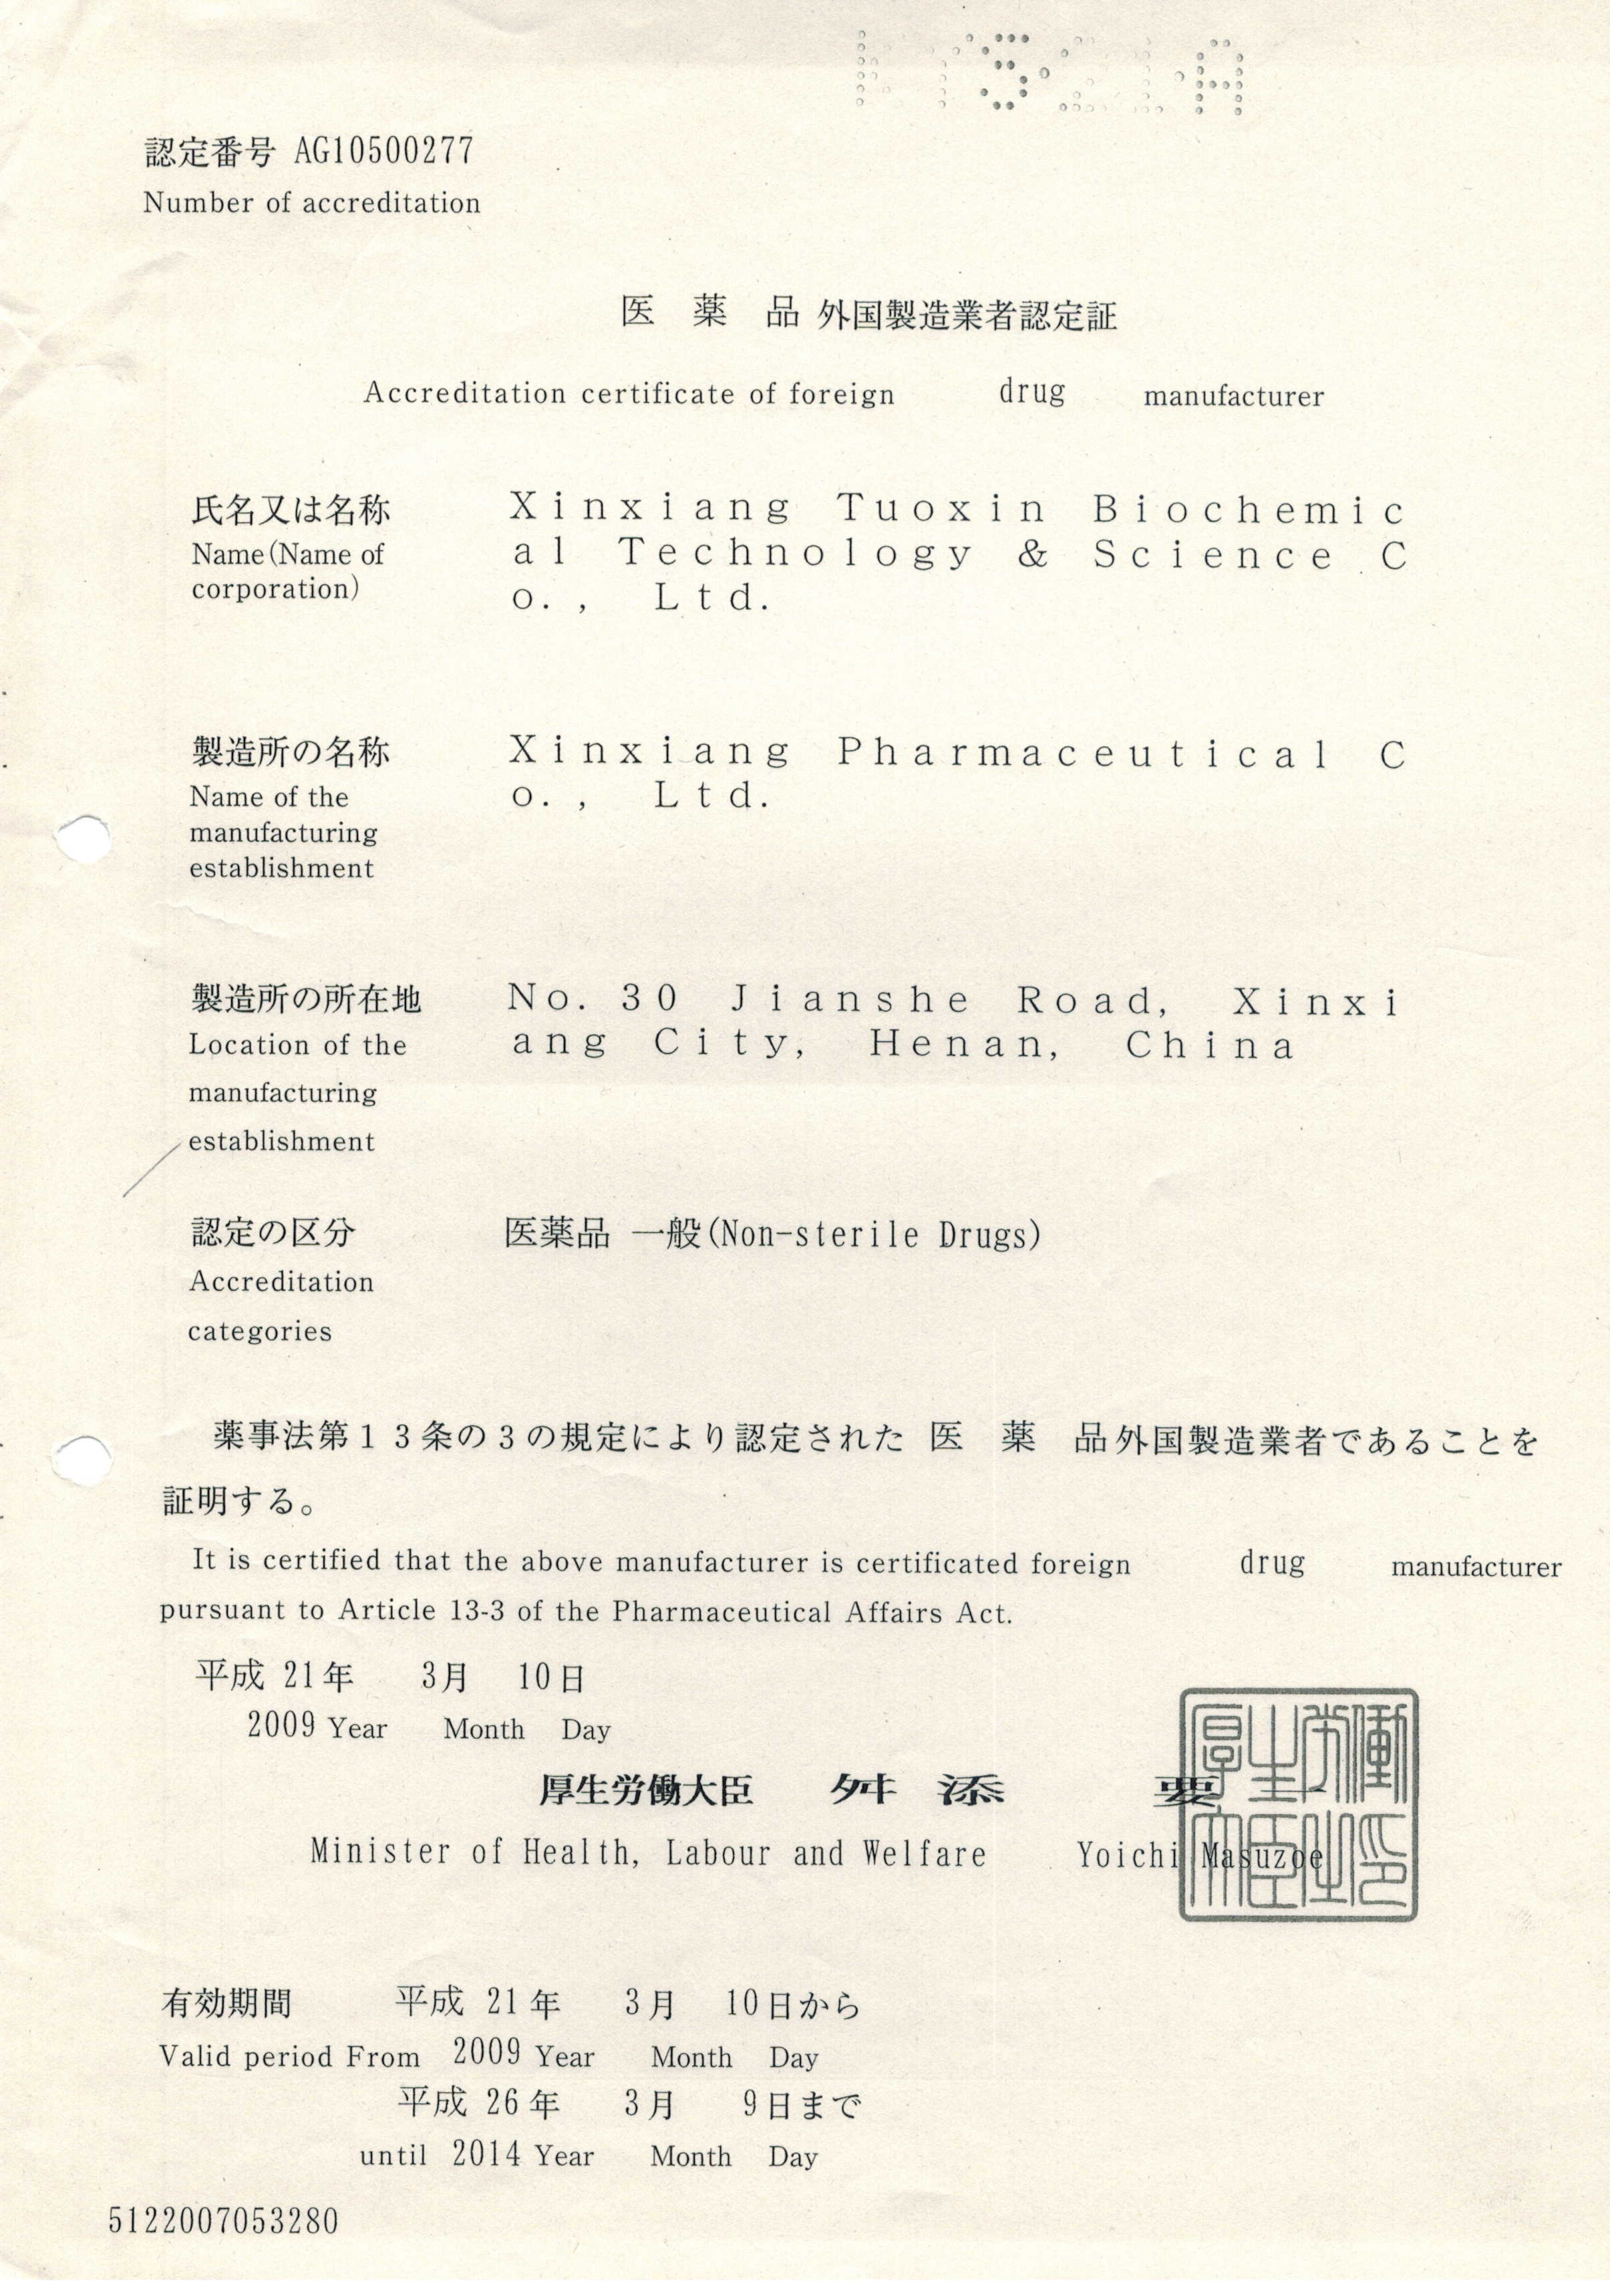 認定番号 AG10500277
Number of accreditation
医 薬 品 外国製造業者認定証
Accreditation certificate of foreign drug manufacturer
氏名又は名称 Xinxiang Tuoxin Biochemic
Name(Name of al Technology & Science C
corporation) o., Ltd.
製造所の名称 Xinxiang Pharmaceutical C
Name of the o., Ltd.
manufacturing
establishment
製造所の所在地 No. 30 Jianshe Road, Xinxi
Location of the ang City, Henan, China
manufacturing
establishment
認定の区分 医薬品 一般(Non-sterile Drugs)
Accreditation
categories
薬事法第13条の3の規定により認定された 医 薬 品外国製造業者であることを
証明する。
It is certified that the above manufacturer is certificated foreign drug manufacturer
pursuant to Article 13-3 of the Pharmaceutical Affairs Act.
平成 21年 3月 10日
2009 Year Month Day
厚生労働大臣 舛 添 要
Minister of Health, Labour and Welfare Yoichi Masuzoe
厚生労働
大臣之印
有効期間 平成 21年 3月 10日から
Valid period From 2009 Year Month Day
平成 26年 3月 9日まで
until 2014 Year Month Day
5122007053280